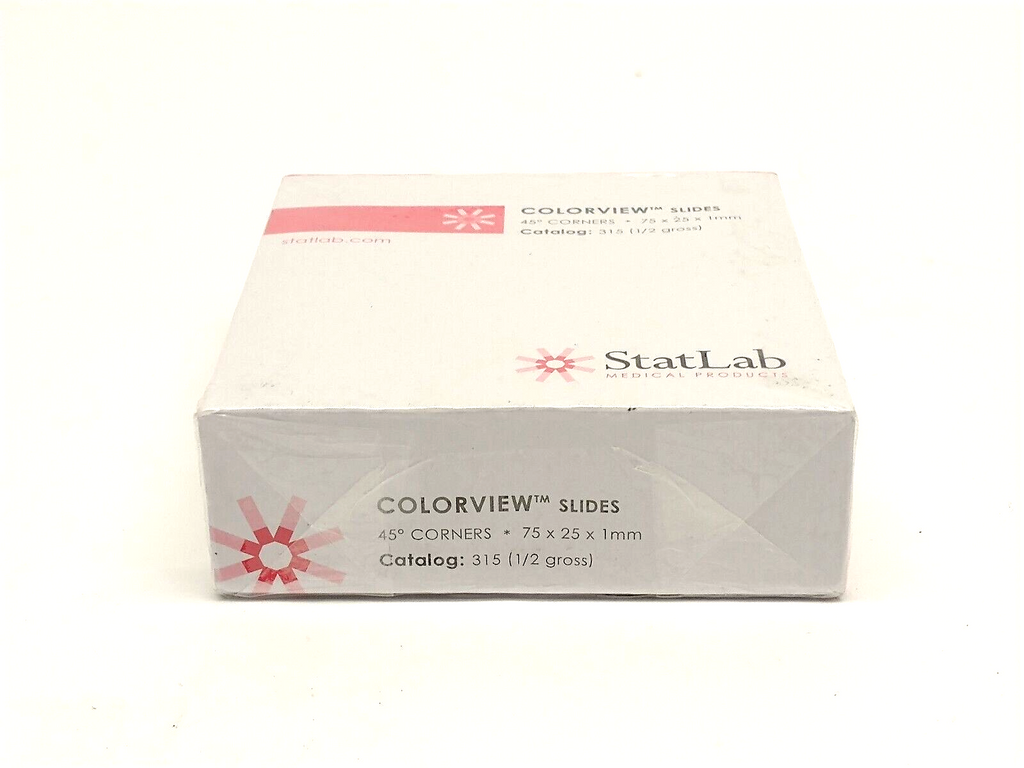 COLORVIEW™ SLIDES
45° CORNERS • 75 x 25 x 1mm
Catalog: 315 (1/2 gross)
statlab.com
StatLab
MEDICAL PRODUCTS
COLORVIEW™ SLIDES
45° CORNERS * 75 x 25 x 1mm
Catalog: 315 (1/2 gross)